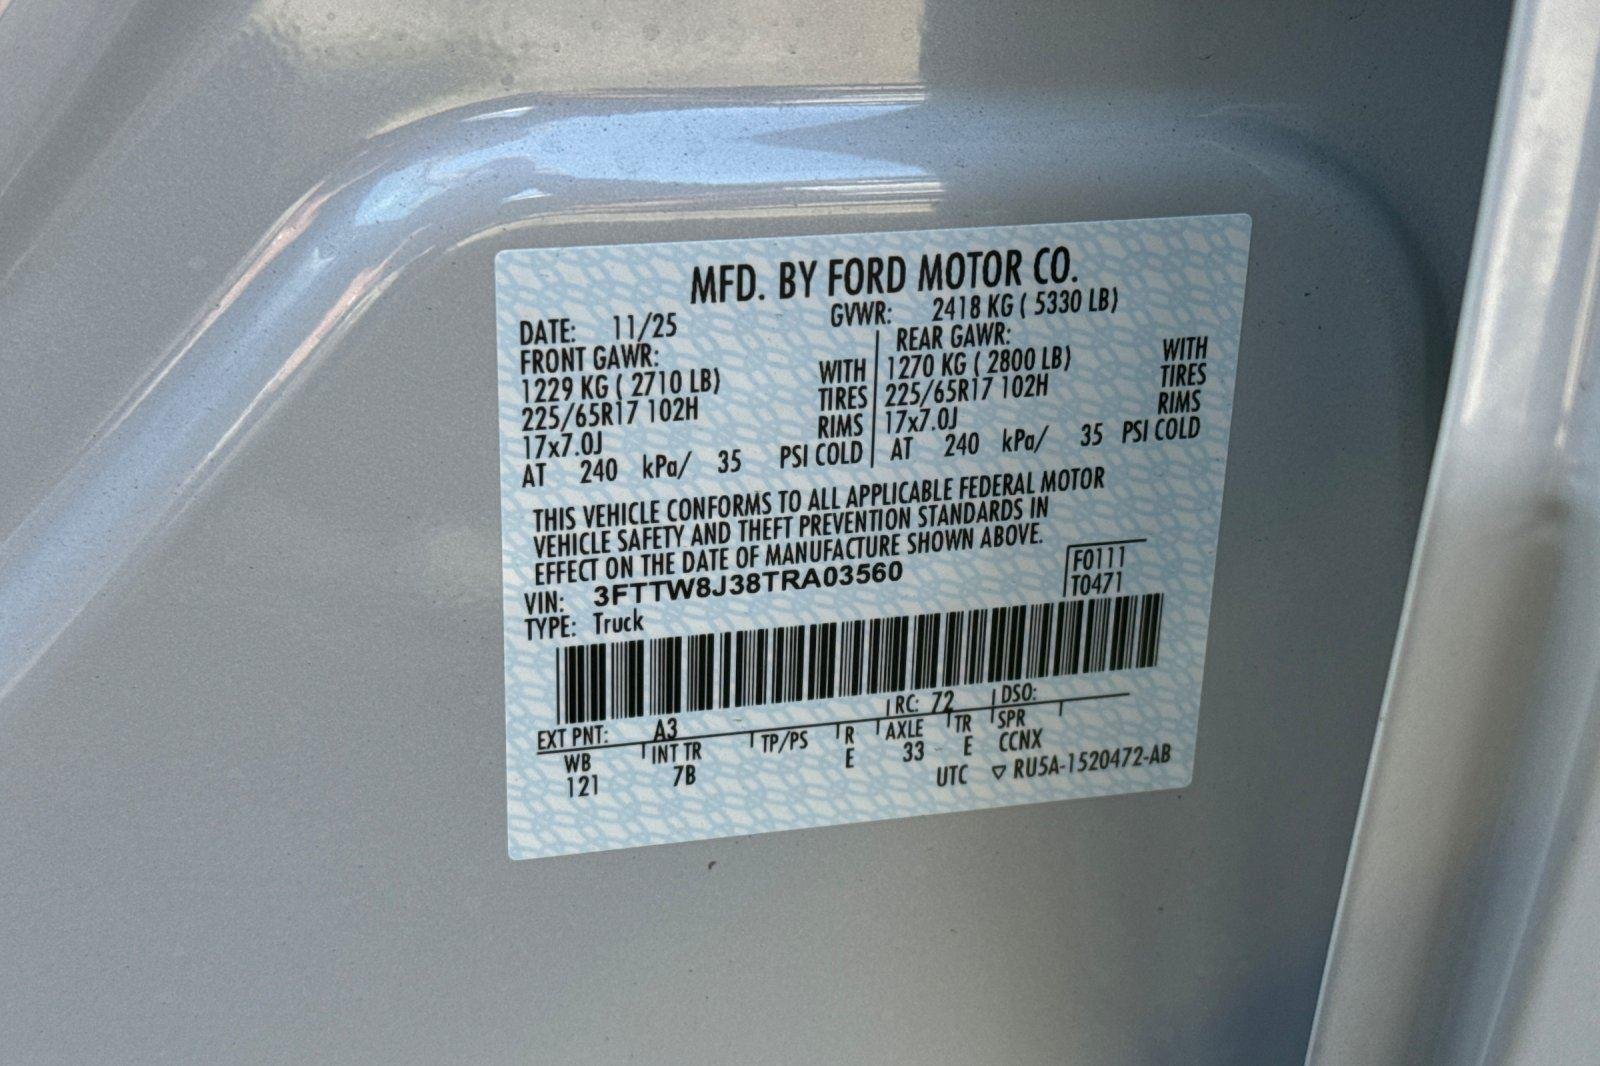 MFD. BY FORD MOTOR CO.
DATE: 11/25 GVWR: 2418 KG ( 5330 LB)
FRONT GAWR: REAR GAWR:
1229 KG ( 2710 LB) WITH 1270 KG ( 2800 LB) WITH
225/65R17 102H TIRES 225/65R17 102H TIRES
17x7.0J RIMS 17x7.0J RIMS
AT 240 kPa/ 35 PSI COLD AT 240 kPa/ 35 PSI COLD
THIS VEHICLE CONFORMS TO ALL APPLICABLE FEDERAL MOTOR
VEHICLE SAFETY AND THEFT PREVENTION STANDARDS IN
EFFECT ON THE DATE OF MANUFACTURE SHOWN ABOVE.
VIN: 3FTTW8J38TRA03560 F0111
TYPE: Truck T0471
EXT PNT: A3 RC: 72 DSO:
WB INT TR TP/PS R AXLE TR SPR
121 7B E 33 E CCNX
UTC ▽ RU5A-1520472-AB